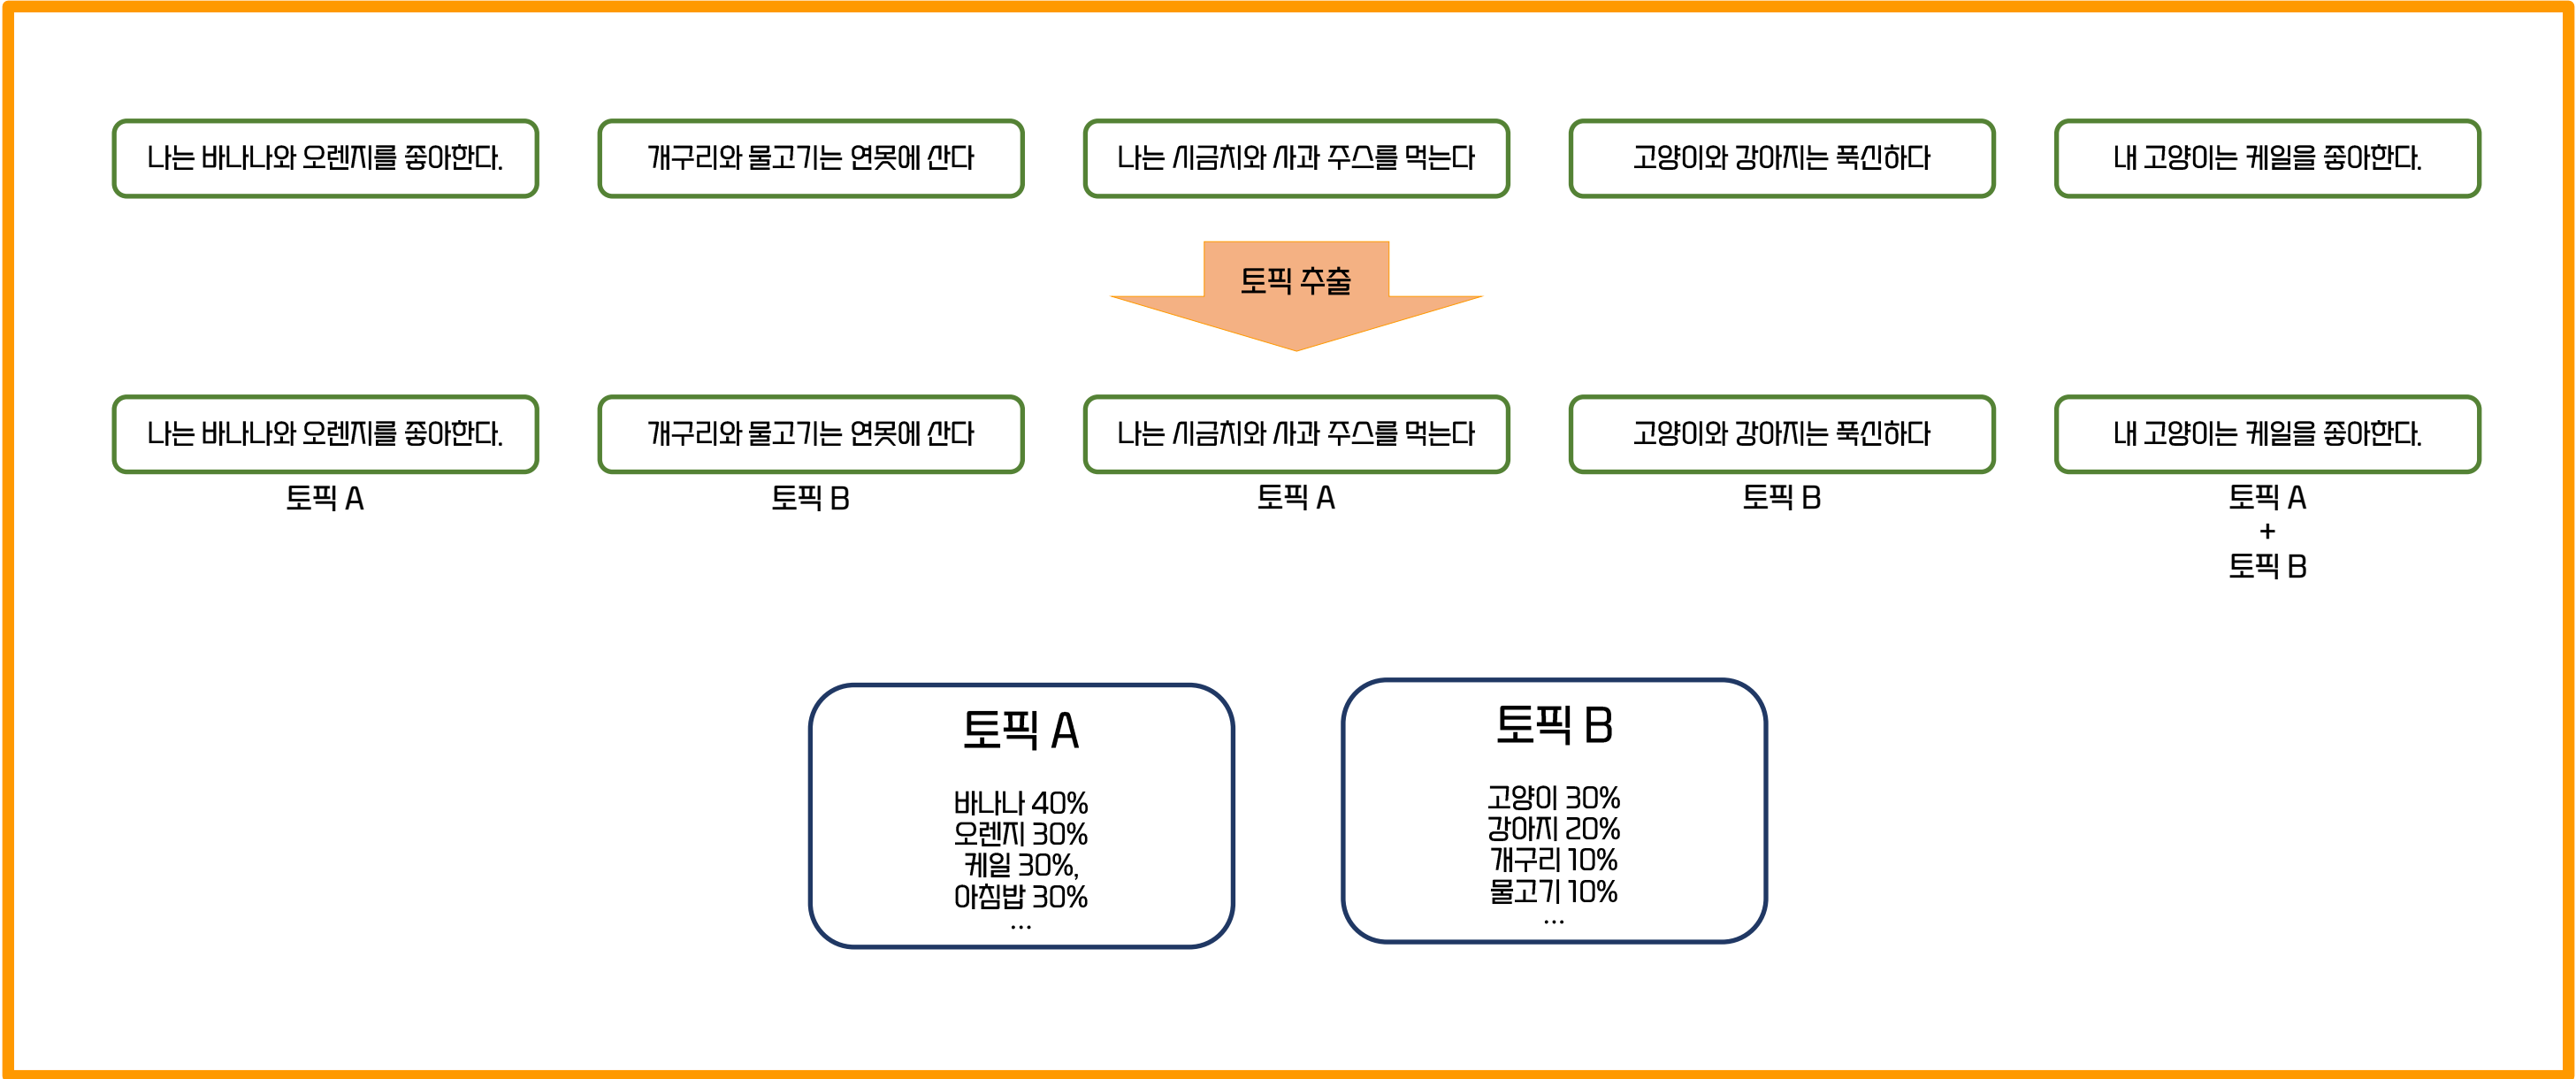 나는 바나나와 오렌지를 좋아한다.
개구리와 물고기는 연못에 산다
나는 시금치와 사과 주스를 먹는다
고양이와 강아지는 푹신하다
내 고양이는 케일을 좋아한다.
토픽 추출
나는 바나나와 오렌지를 좋아한다.
개구리와 물고기는 연못에 산다
나는 시금치와 사과 주스를 먹는다
고양이와 강아지는 푹신하다
내 고양이는 케일을 좋아한다.
토픽 A
토픽 B
토픽 A
토픽 B
토픽 A
+
토픽 B
토픽 A
바나나 40%
오렌지 30%
케일 30%,
아침밥 30%
…
토픽 B
고양이 30%
강아지 20%
개구리 10%
물고기 10%
…